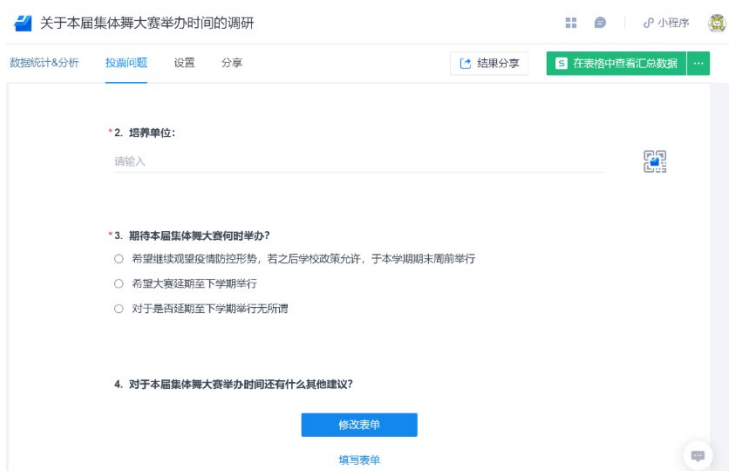 关于本届集体舞大赛举办时间的调研
小程序
数据统计&分析 投票问题 设置 分享 结果分享 S 在表格中查看汇总数据 ...
*2. 培养单位：
请输入
*3. 期待本届集体舞大赛何时举办？
希望继续观望疫情防控形势，若之后学校政策允许，于本学期期末周前举行
希望大赛延期至下学期举行
对于是否延期至下学期举行无所谓
4. 对于本届集体舞大赛举办时间还有什么其他建议？
修改表单
填写表单